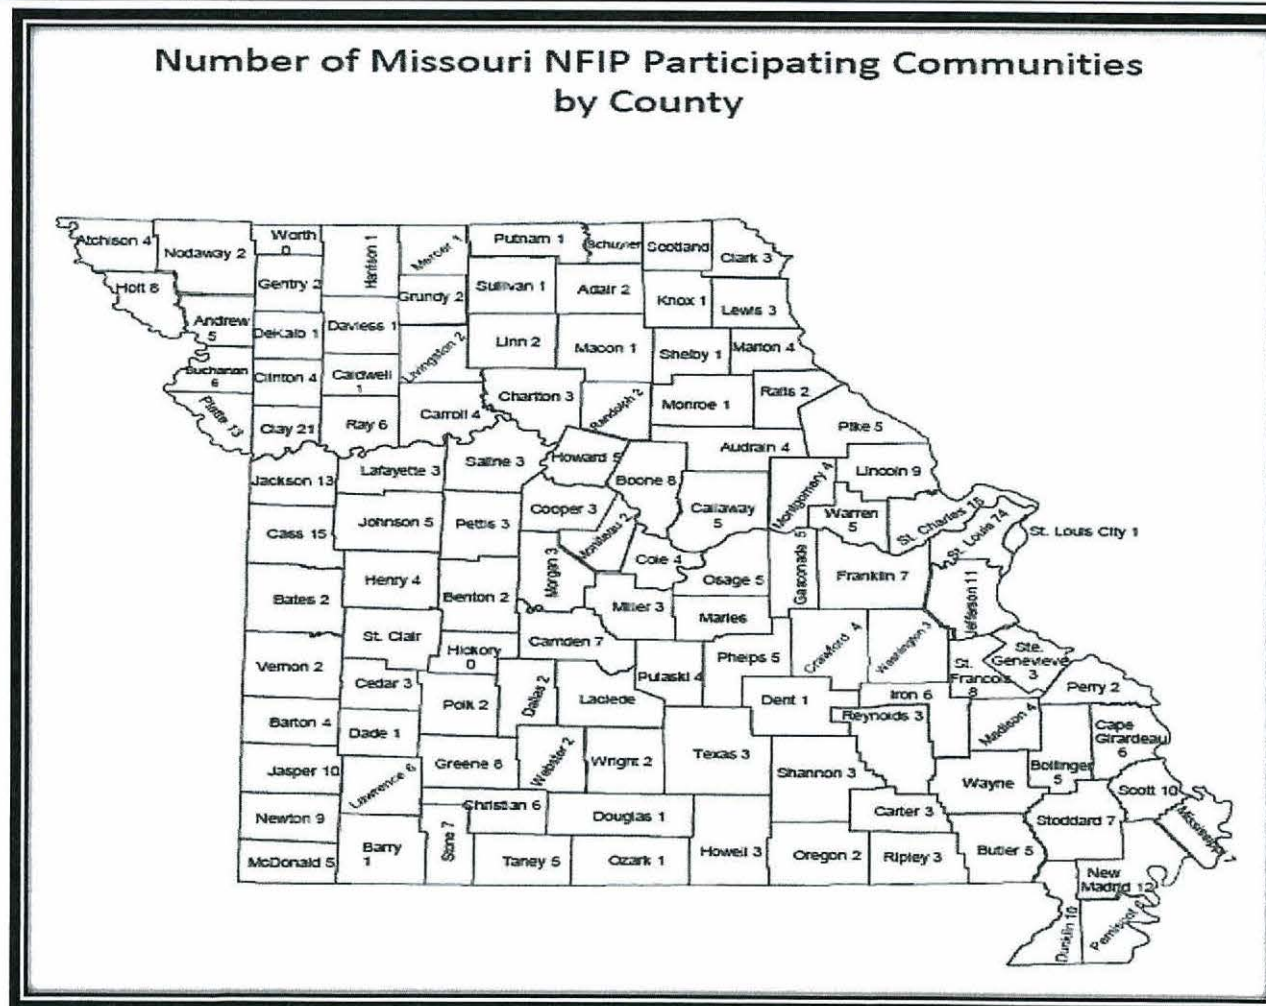 Number of Missouri NFIP Participating Communities
by County
Atchison 4
Nodaway 2
Worth
0
Harrison 1
Mercer 1
Putnam 1
Schuyler
Scotland
Clark 3
Holt 6
Gentry 2
Grundy 2
Sullivan 1
Adair 2
Knox 1
Lewis 3
Andrew
5
DeKalb 1
Daviess 1
Livingston 2
Linn 2
Macon 1
Shelby 1
Marion 4
Buchanan
6
Clinton 4
Caldwell
1
Platte 13
Clay 21
Ray 6
Carroll 4
Chariton 3
Randolph 2
Monroe 1
Ralls 2
Pike 5
Audrain 4
Jackson 13
Lafayette 3
Saline 3
Howard 5
Boone 8
Callaway
5
Montgomery 4
Lincoln 9
Warren
5
St. Charles
St. Louis 74
St. Louis City 1
Cass 15
Johnson 5
Pettis 3
Cooper 3
Moniteau 2
Cole 4
Osage 5
Gasconade 5
Franklin 7
Jefferson 11
Bates 2
Henry 4
Benton 2
Morgan 3
Miller 3
Maries
St. Clair
Hickory
0
Camden 7
Pulaski 4
Phelps 5
Crawford 4
Washington 3
St.
Francois
8
Ste.
Genevieve
3
Perry 2
Vernon 2
Cedar 3
Polk 2
Dallas 2
Laclede
Dent 1
Iron 6
Reynolds 3
Madison 4
Cape
Girardeau
6
Barton 4
Dade 1
Greene 8
Webster 2
Wright 2
Texas 3
Shannon 3
Wayne
Bollinger
5
Scott 10
Jasper 10
Lawrence 6
Christian 6
Douglas 1
Carter 3
Stoddard 7
Mississippi 7
Newton 9
McDonald 5
Barry
1
Stone 7
Taney 5
Ozark 1
Howell 3
Oregon 2
Ripley 3
Butler 5
New
Madrid 12
Dunklin 10
Pemiscot